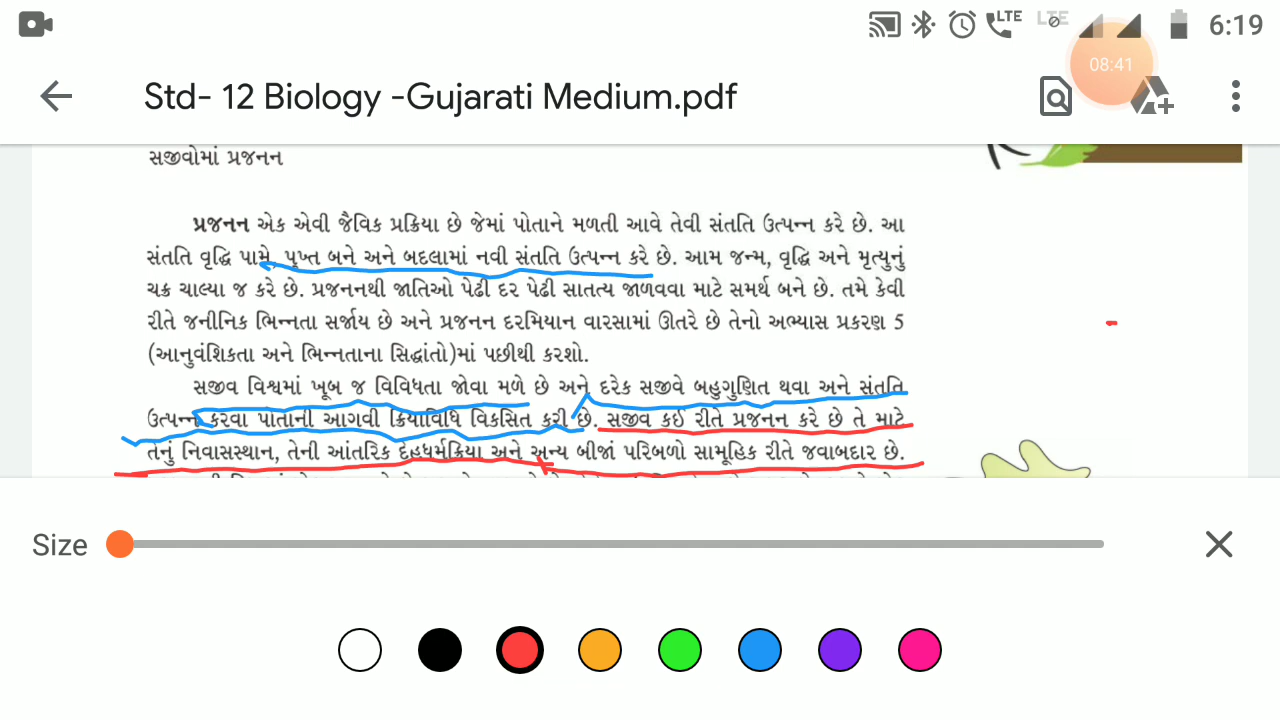 6:19
08:41
Std- 12 Biology -Gujarati Medium.pdf
સજીવોમાં પ્રજનન
પ્રજનન એક એવી જૈવિક પ્રક્રિયા છે જેમાં પોતાને મળતી આવે તેવી સંતતિ ઉત્પન્ન કરે છે. આ
સંતતિ વૃદ્ધિ પામે, પુખ્ત બને અને બદલામાં નવી સંતતિ ઉત્પન્ન કરે છે. આમ જન્મ, વૃદ્ધિ અને મૃત્યુનું
ચક્ર ચાલ્યા જ કરે છે. પ્રજનનથી જાતિઓ પેઢી દર પેઢી સાતત્ય જાળવવા માટે સમર્થ બને છે. તમે કેવી
રીતે જનીનિક ભિન્નતા સર્જાય છે અને પ્રજનન દરમિયાન વારસામાં ઊતરે છે તેનો અભ્યાસ પ્રકરણ 5
(આનુવંશિકતા અને ભિન્નતાના સિદ્ધાંતો)માં પછીથી કરશો.
સજીવ વિશ્વમાં ખૂબ જ વિવિધતા જોવા મળે છે અને દરેક સજીવે બહુગુણિત થવા અને સંતતિ
ઉત્પન્ન કરવા પોતાની આગવી ક્રિયાવિધિ વિકસિત કરી છે. સજીવ કઈ રીતે પ્રજનન કરે છે તે માટે
તેનું નિવાસસ્થાન, તેની આંતરિક દેહધર્મક્રિયા અને અન્ય બીજાં પરિબળો સામૂહિક રીતે જવાબદાર છે.
Size